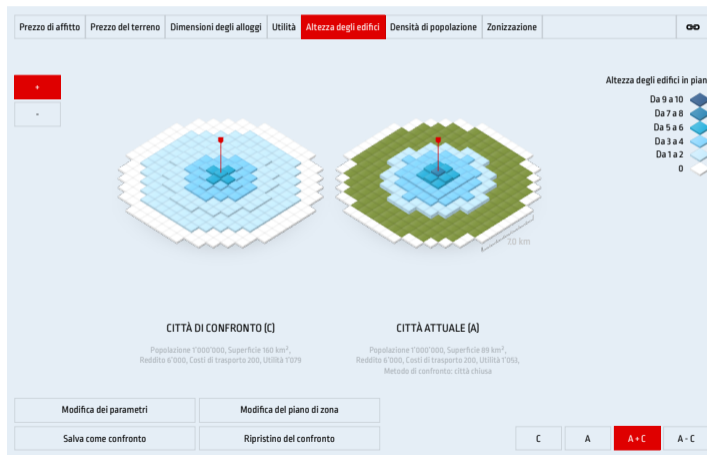 Prezzo di affitto Prezzo del terreno Dimensioni degli alloggi Utilità Altezza degli edifici Densità di popolazione Zonizzazione
+
-
Altezza degli edifici in piani
Da 9 a 10
Da 7 a 8
Da 5 a 6
Da 3 a 4
Da 1 a 2
0
20 km
CITTÀ DI CONFRONTO (C)
Popolazione 1'000'000, Superficie 160 km²,
Reddito 6'000, Costi di trasporto 200, Utilità 1'079
CITTÀ ATTUALE (A)
Popolazione 1'000'000, Superficie 89 km²,
Reddito 6'000, Costi di trasporto 200, Utilità 1'053,
Metodo di confronto: città chiusa
Modifica dei parametri Modifica del piano di zona
Salva come confronto Ripristino del confronto
C A A + C A - C